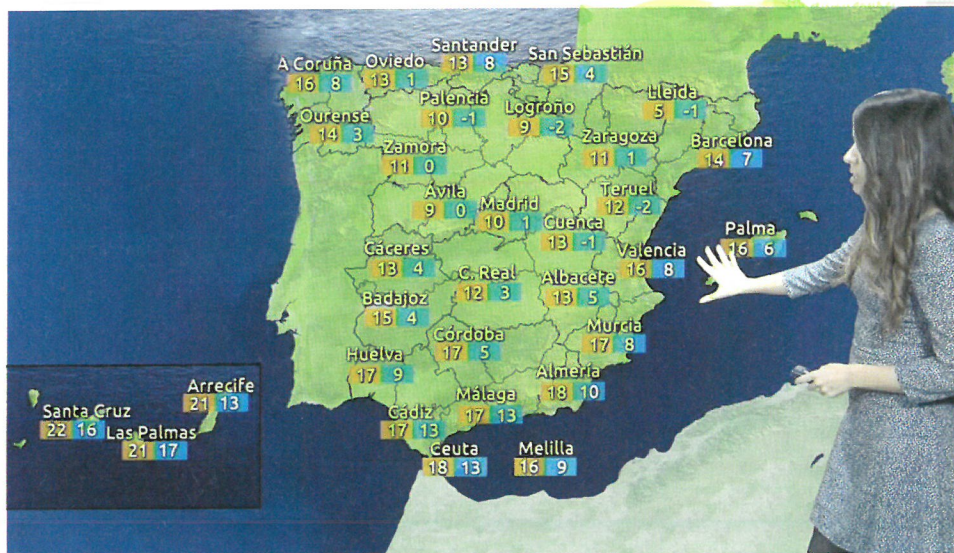 Santander
13 8
San Sebastián
15 4
A Coruña
16 8
Oviedo
13 1
Palencia
10 -1
Logroño
9 -2
Lleida
5 -1
Ourense
14 3
Zamora
11 0
Zaragoza
11 1
Barcelona
14 7
Ávila
9 0
Madrid
10 1
Teruel
12 -2
Cuenca
13 -1
Palma
16 6
Cáceres
13 4
Valencia
16 8
C. Real
12 3
Albacete
13 5
Badajoz
15 4
Córdoba
17 5
Murcia
17 8
Huelva
17 9
Almería
18 10
Málaga
17 13
Cádiz
17 13
Ceuta
18 13
Melilla
16 9
Arrecife
21 13
Santa Cruz
22 16
Las Palmas
21 17